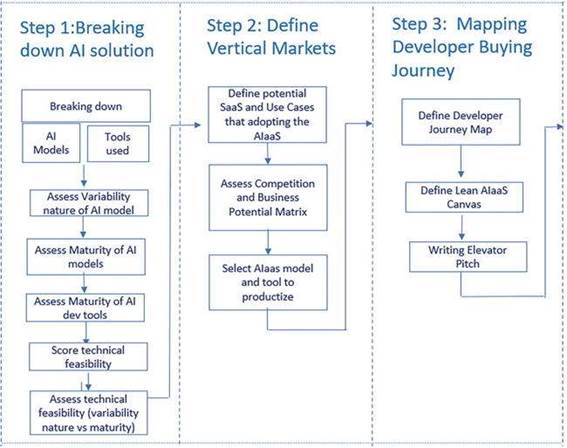 Step 1:Breaking
down AI solution
Breaking down
AI
Models
Tools
used
Assess Variability
nature of AI model
Assess Maturity of AI
models
Assess Maturity of AI
dev tools
Score technical
feasibility
Assess technical
feasibility (variability
nature vs maturity)
Step 2: Define
Vertical Markets
Define potential
SaaS and Use Cases
that adopting the
AIaaS
Assess Competition
and Business
Potential Matrix
Select AIaas model
and tool to
productize
Step 3: Mapping
Developer Buying
Journey
Define Developer
Journey Map
Define Lean AIaaS
Canvas
Writing Elevator
Pitch